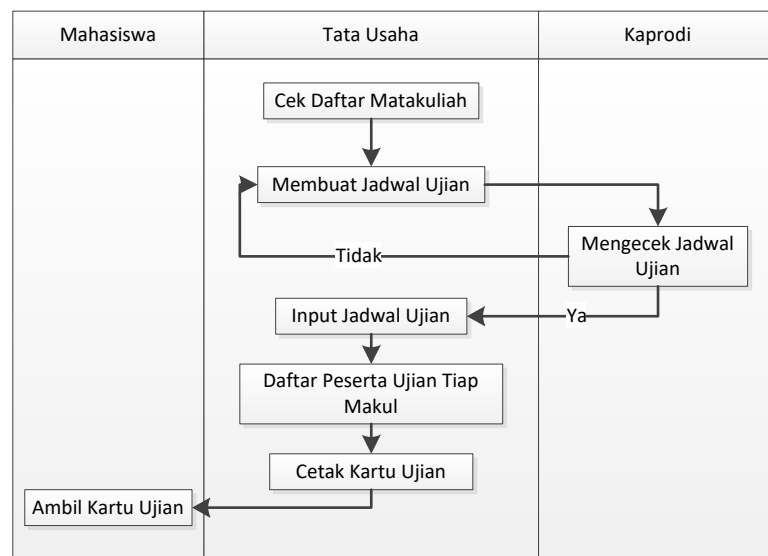 Mahasiswa
Tata Usaha
Kaprodi
Cek Daftar Matakuliah
Membuat Jadwal Ujian
Mengecek Jadwal
Ujian
Tidak
Input Jadwal Ujian
Ya
Daftar Peserta Ujian Tiap
Makul
Cetak Kartu Ujian
Ambil Kartu Ujian